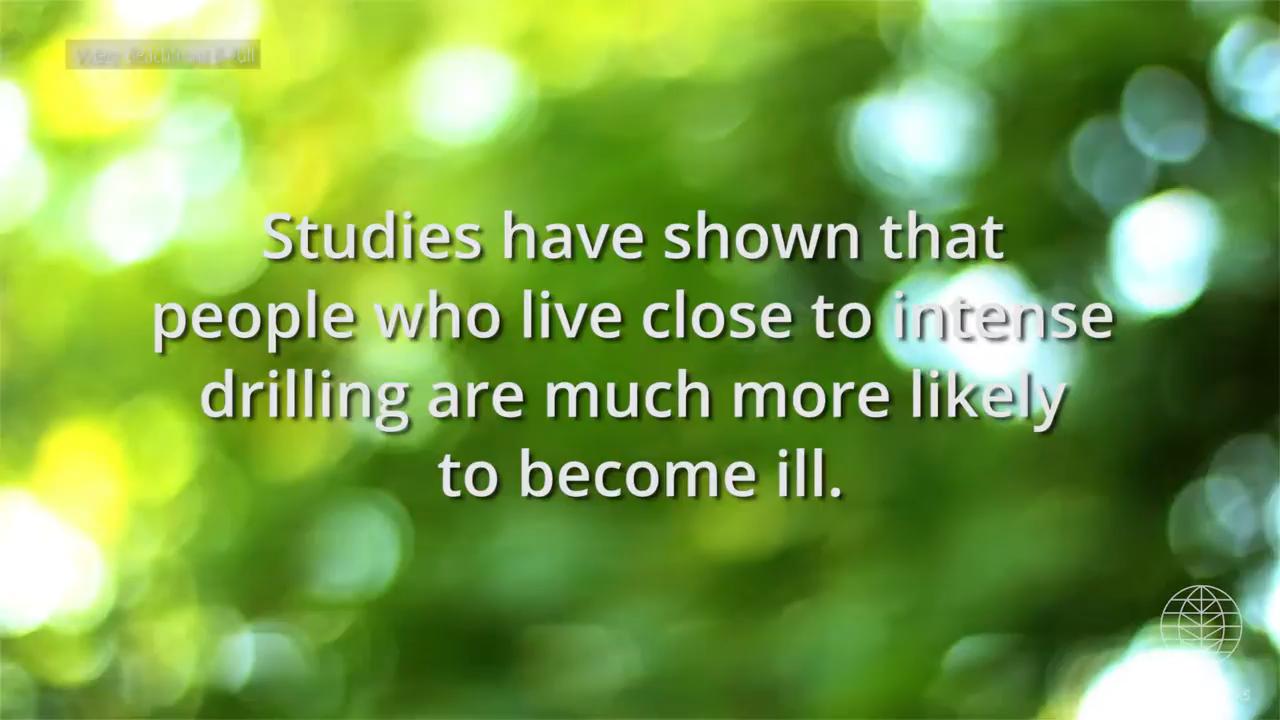 Studies have shown that
people who live close to intense
drilling are much more likely
to become ill.